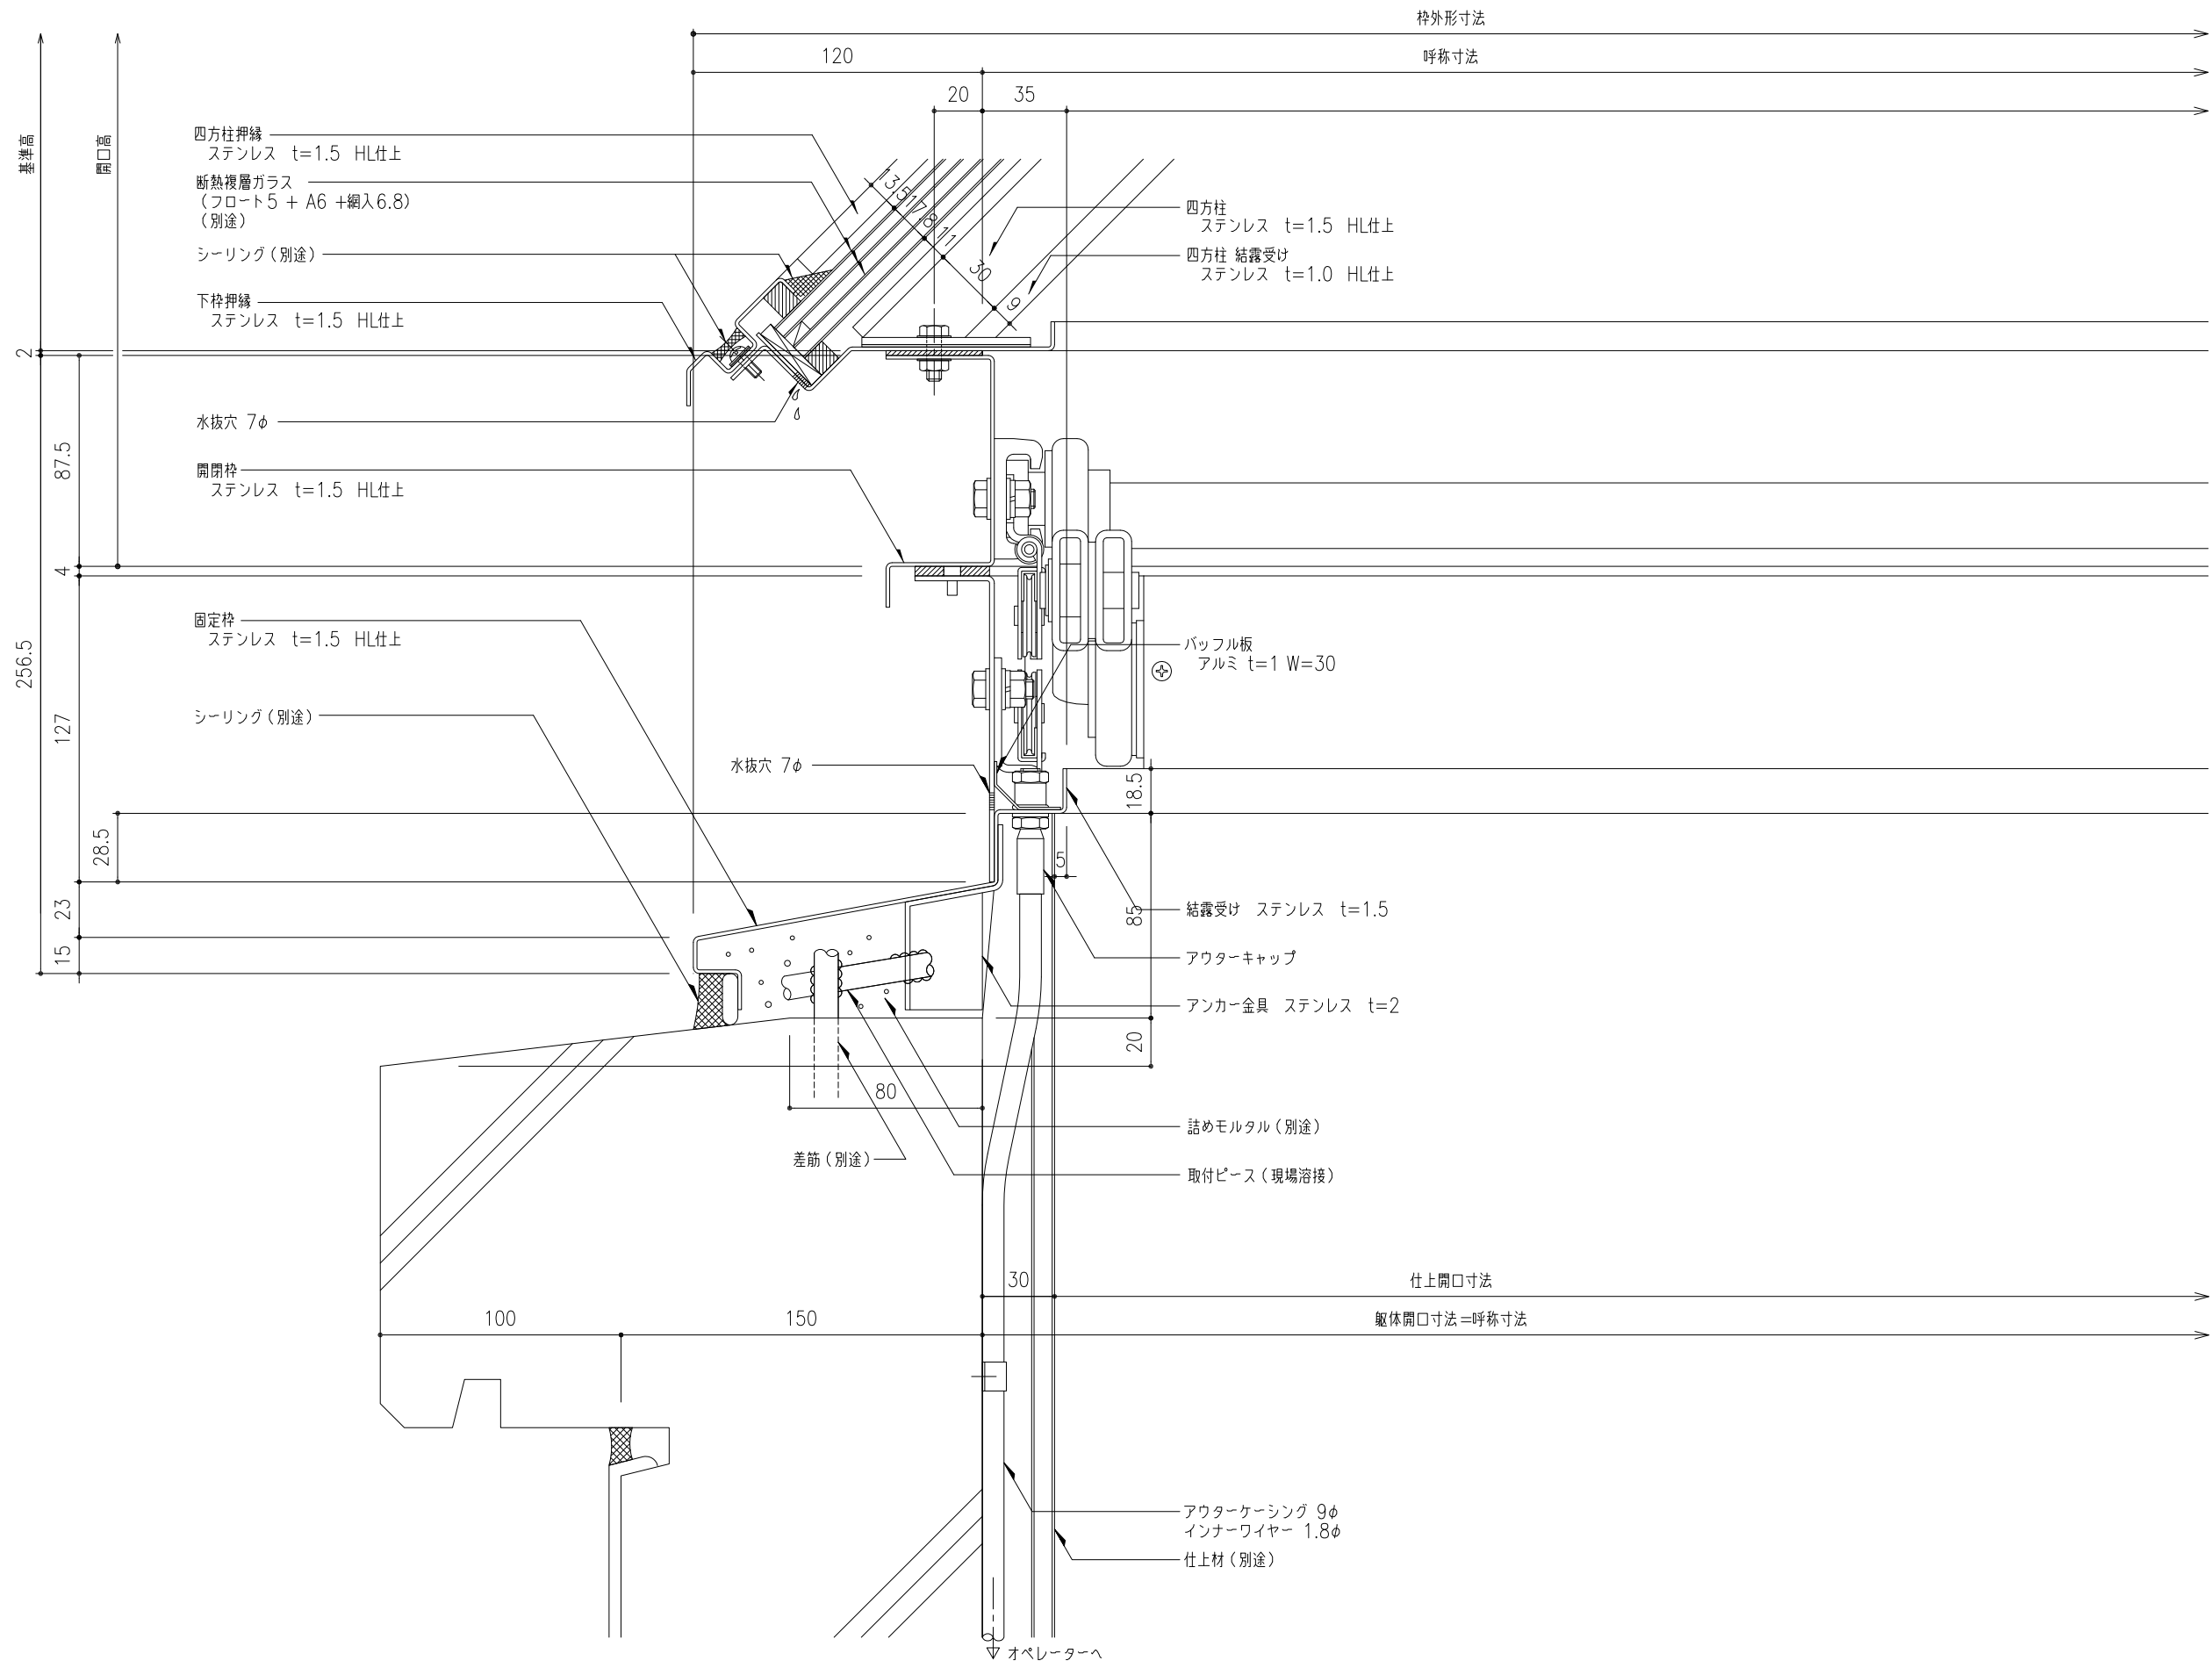 枠外形寸法
呼称寸法
120
20
35
基準高
開口高
四方柱押縁
ステンレス t=1.5 HL仕上
断熱複層ガラス
(フロート5 + A6 +網入6.8)
(別途)
シーリング(別途)
下枠押縁
ステンレス t=1.5 HL仕上
13.5
17.8
11
30
9
四方柱
ステンレス t=1.5 HL仕上
四方柱 結露受け
ステンレス t=1.0 HL仕上
2
水抜穴 7φ
87.5
開閉枠
ステンレス t=1.5 HL仕上
4
固定枠
ステンレス t=1.5 HL仕上
バッフル板
アルミ t=1 W=30
256.5
127
シーリング(別途)
水抜穴 7φ
18.5
28.5
5
23
85
結露受け ステンレス t=1.5
15
アウターキャップ
アンカー金具 ステンレス t=2
20
80
詰めモルタル(別途)
差筋(別途)
取付ピース(現場溶接)
30
仕上開口寸法
100
150
躯体開口寸法=呼称寸法
アウターケーシング 9φ
インナーワイヤー 1.8φ
仕上材(別途)
オペレーターへ